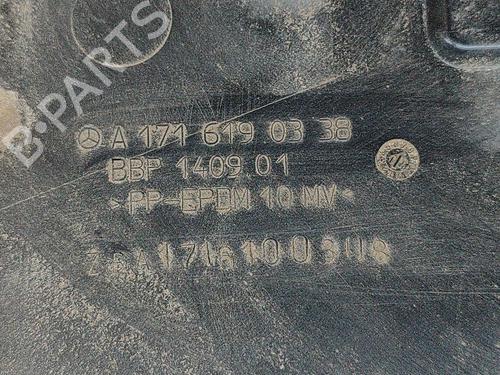 B-PARTS
A 171 619 03 38
BBP 1409 01
>PP-EPDM 10 MV<